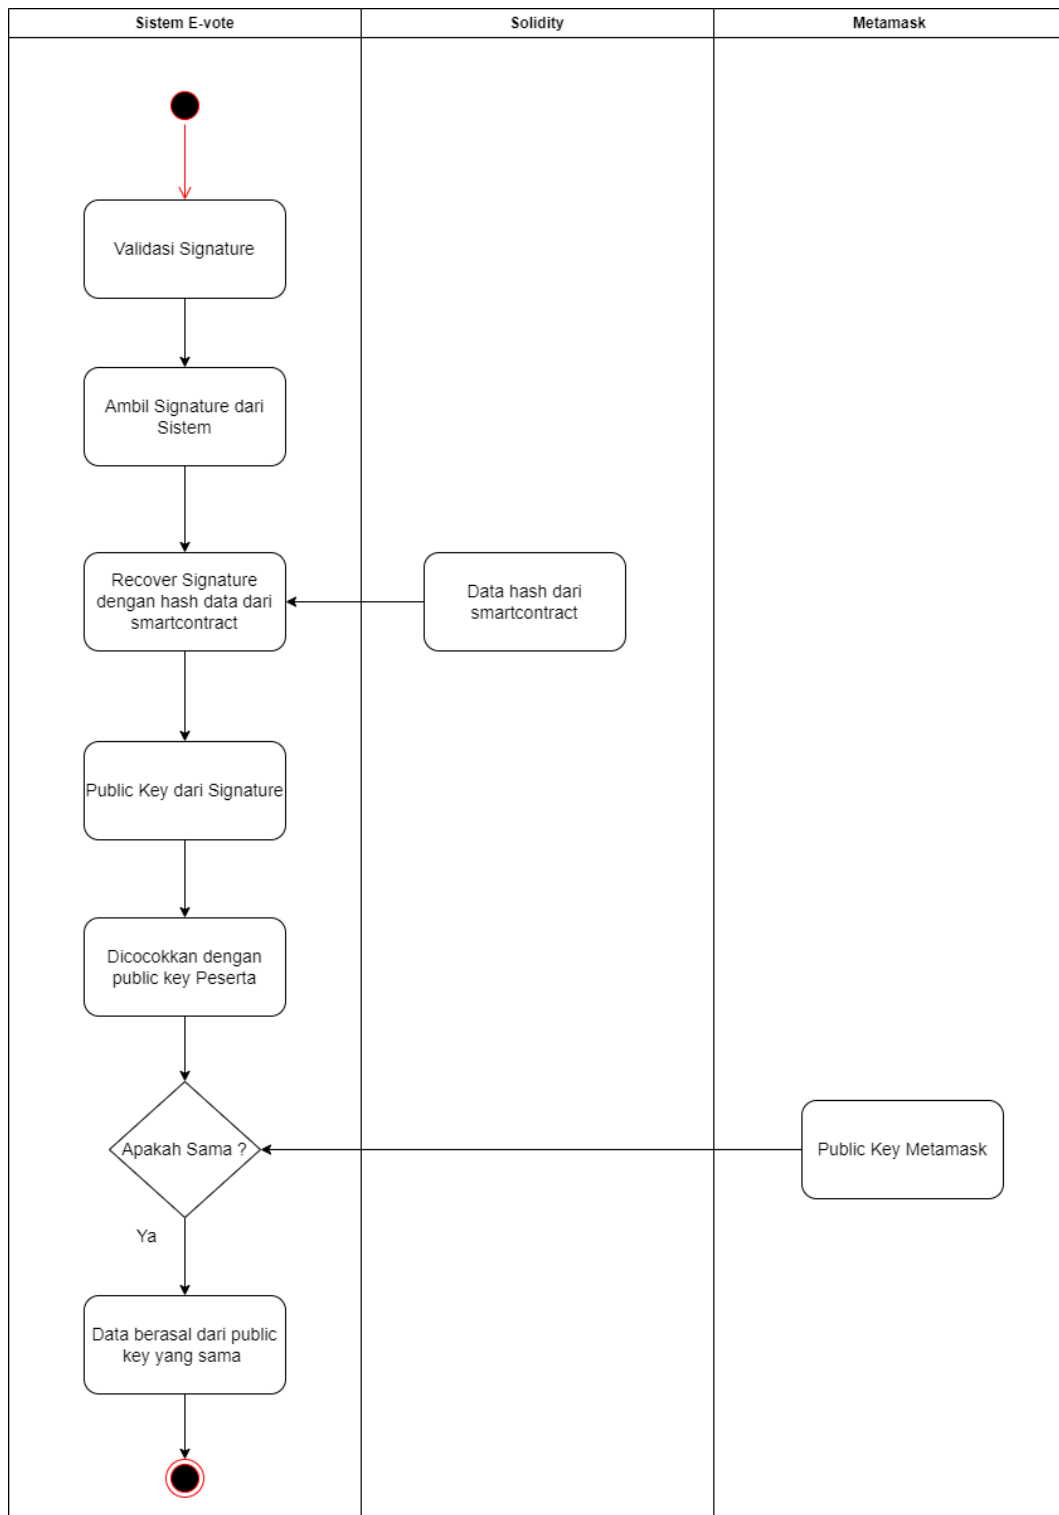 Sistem E-vote
Solidity
Metamask
Validasi Signature
Ambil Signature dari
Sistem
Recover Signature
dengan hash data dari
smartcontract
Data hash dari
smartcontract
Public Key dari Signature
Dicocokkan dengan
public key Peserta
Apakah Sama ?
Public Key Metamask
Ya
Data berasal dari public
key yang sama